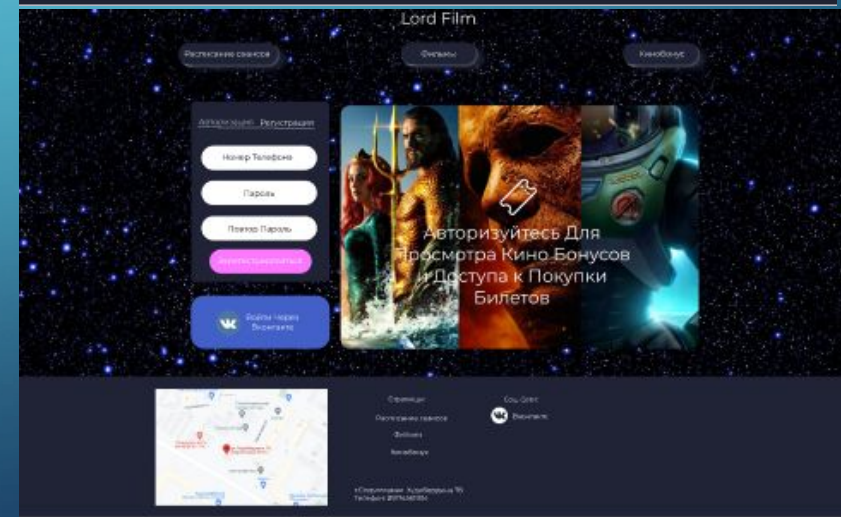 Lord Film
Расписание сеансов
Фильмы
Кинобонус
Авторизация Регистрация
Номер Телефона
Пароль
Повтор Пароль
Зарегистрироваться
Войти Через
Вконтакте
Авторизуйтесь Для
Просмотра Кино Бонусов
и Доступа к Покупки
Билетов
Страницы
Расписание сеансов
Фильмы
Кинобонус
Соц. Сети
Вконтакте